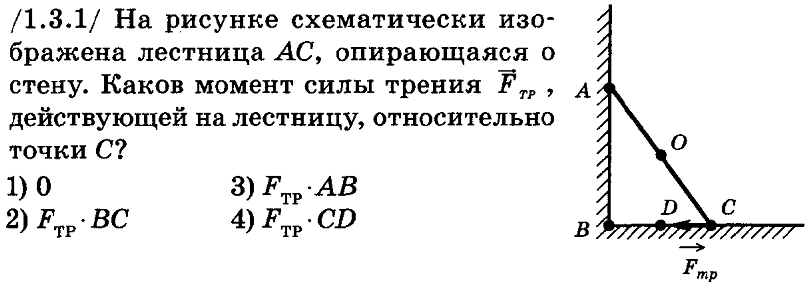 /1.3.1/ На рисунке схематически изо-
бражена лестница AC, опирающаяся о
стену. Каков момент силы трения F⃗тр ,
действующей на лестницу, относительно
точки C?
1) 0
2) Fтр · BC
3) Fтр · AB
4) Fтр · CD
A
O
B
D
C
Fтр